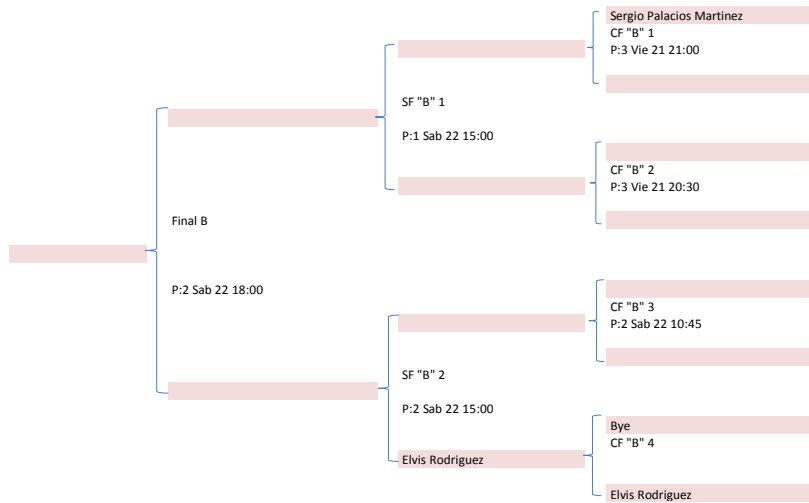 Sergio Palacios Martinez
CF "B" 1
P:3 Vie 21 21:00
SF "B" 1
P:1 Sab 22 15:00
CF "B" 2
P:3 Vie 21 20:30
Final B
P:2 Sab 22 18:00
CF "B" 3
P:2 Sab 22 10:45
SF "B" 2
P:2 Sab 22 15:00
Bye
CF "B" 4
Elvis Rodriguez
Elvis Rodriguez